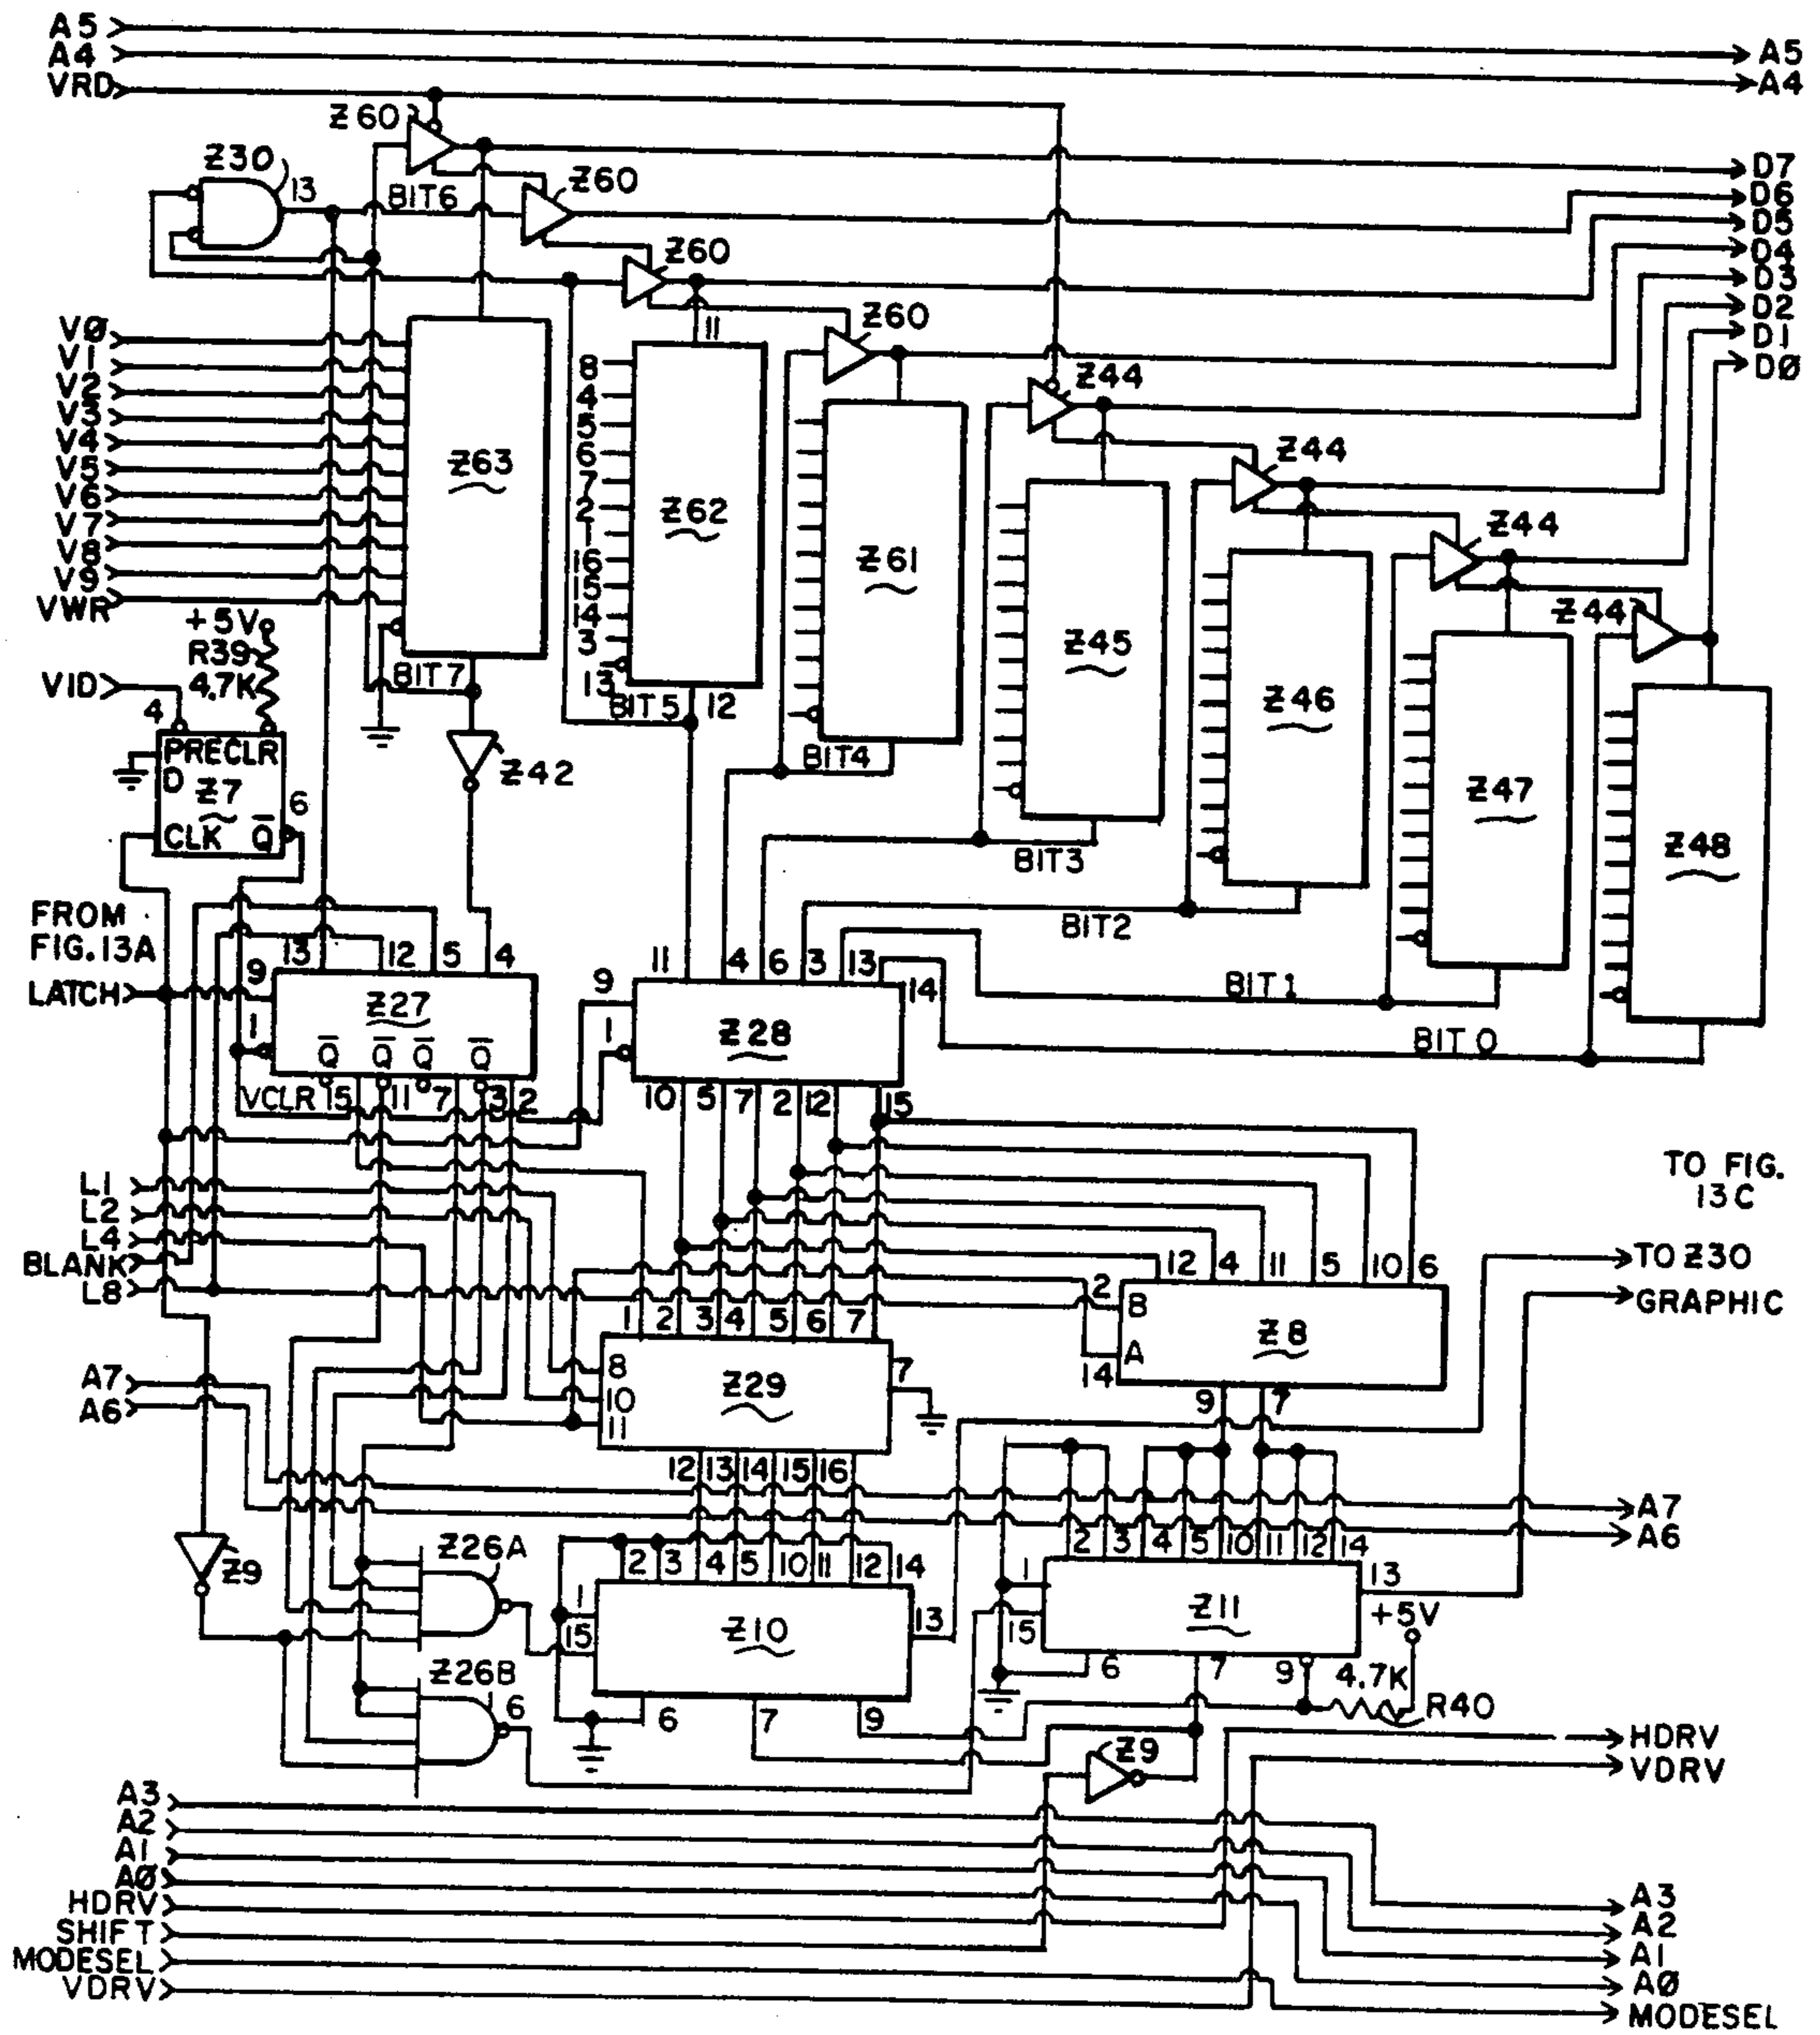 A5
A4
VRD
A5
A4
Z60
Z30
13
BIT6
Z60
Z60
Z60
D7
D6
D5
D4
D3
D2
D1
DØ
Z44
Z44
Z44
Z44
VØ
V1
V2
V3
V4
V5
V6
V7
V8
V9
VWR
Z63
11
8
4
5
6
7
2
1
16
15
14
3
13
Z62
Z61
Z45
Z46
Z47
Z48
+5V
R39
4.7K
VID
4
PRE CLR
D
Z7
6
CLK Q̅
BIT7
BIT5
12
Z42
BIT4
BIT3
BIT2
BIT1
BIT 0
FROM
FIG.13A
LATCH
13
12
5
4
9
1
Z27
Q̅ Q̅ Q̅ Q̅
VCLR
15
11
7
3
2
11
4
6
3
13
14
9
1
Z28
10
5
7
2
12
15
TO FIG.
13C
L1
L2
L4
BLANK
L8
12
4
11
5
10
6
2
B
A
14
Z8
9
7
TO Z30
GRAPHIC
1
2
3
4
5
6
7
8
10
11
Z29
7
12
13
14
15
16
A7
A6
A7
A6
Z9
Z26A
Z26B
6
2
3
4
5
10
11
12
14
1
15
Z10
13
6
7
9
2
3
4
5
10
11
12
14
1
15
Z11
13
6
7
9
+5V
4.7K
R40
Z9
HDRV
VDRV
A3
A2
A1
AØ
HDRV
SHIFT
MODESEL
VDRV
A3
A2
A1
AØ
MODESEL